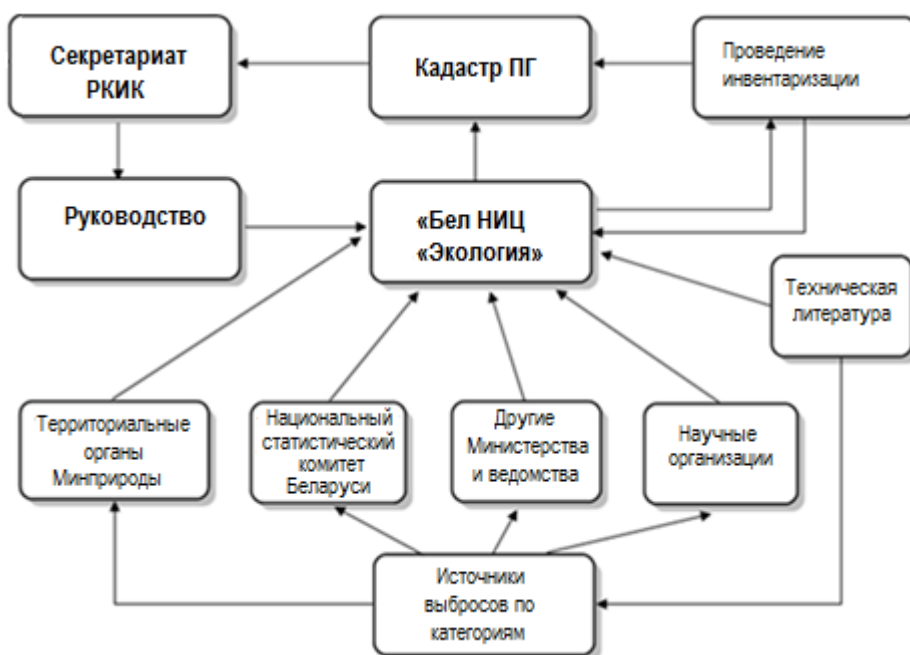 Секретариат
РКИК
Кадастр ПГ
Проведение
инвентаризации
Руководство
«Бел НИЦ
«Экология»
Техническая
литература
Территориальные
органы
Минприроды
Национальный
статистический
комитет
Беларуси
Другие
Министерства
и ведомства
Научные
организации
Источники
выбросов по
категориям